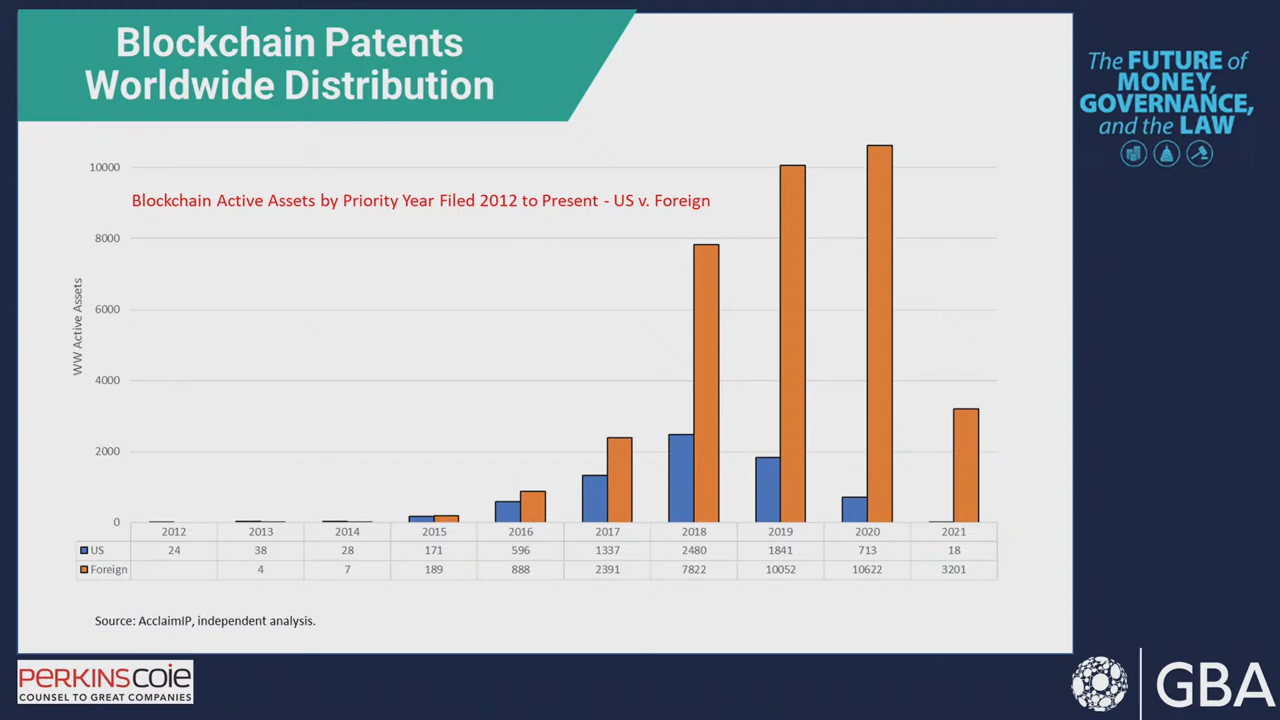 Blockchain Patents
Worldwide Distribution
The FUTURE of
MONEY,
GOVERNANCE,
and the LAW
Blockchain Active Assets by Priority Year Filed 2012 to Present - US v. Foreign
WW Active Assets
10000
8000
6000
4000
2000
0
2012 2013 2014 2015 2016 2017 2018 2019 2020 2021
US 24 38 28 171 596 1337 2480 1841 713 18
Foreign 4 7 189 888 2391 7822 10052 10622 3201
Source: AcclaimIP, independent analysis.
PERKINSCOIE
COUNSEL TO GREAT COMPANIES
GBA